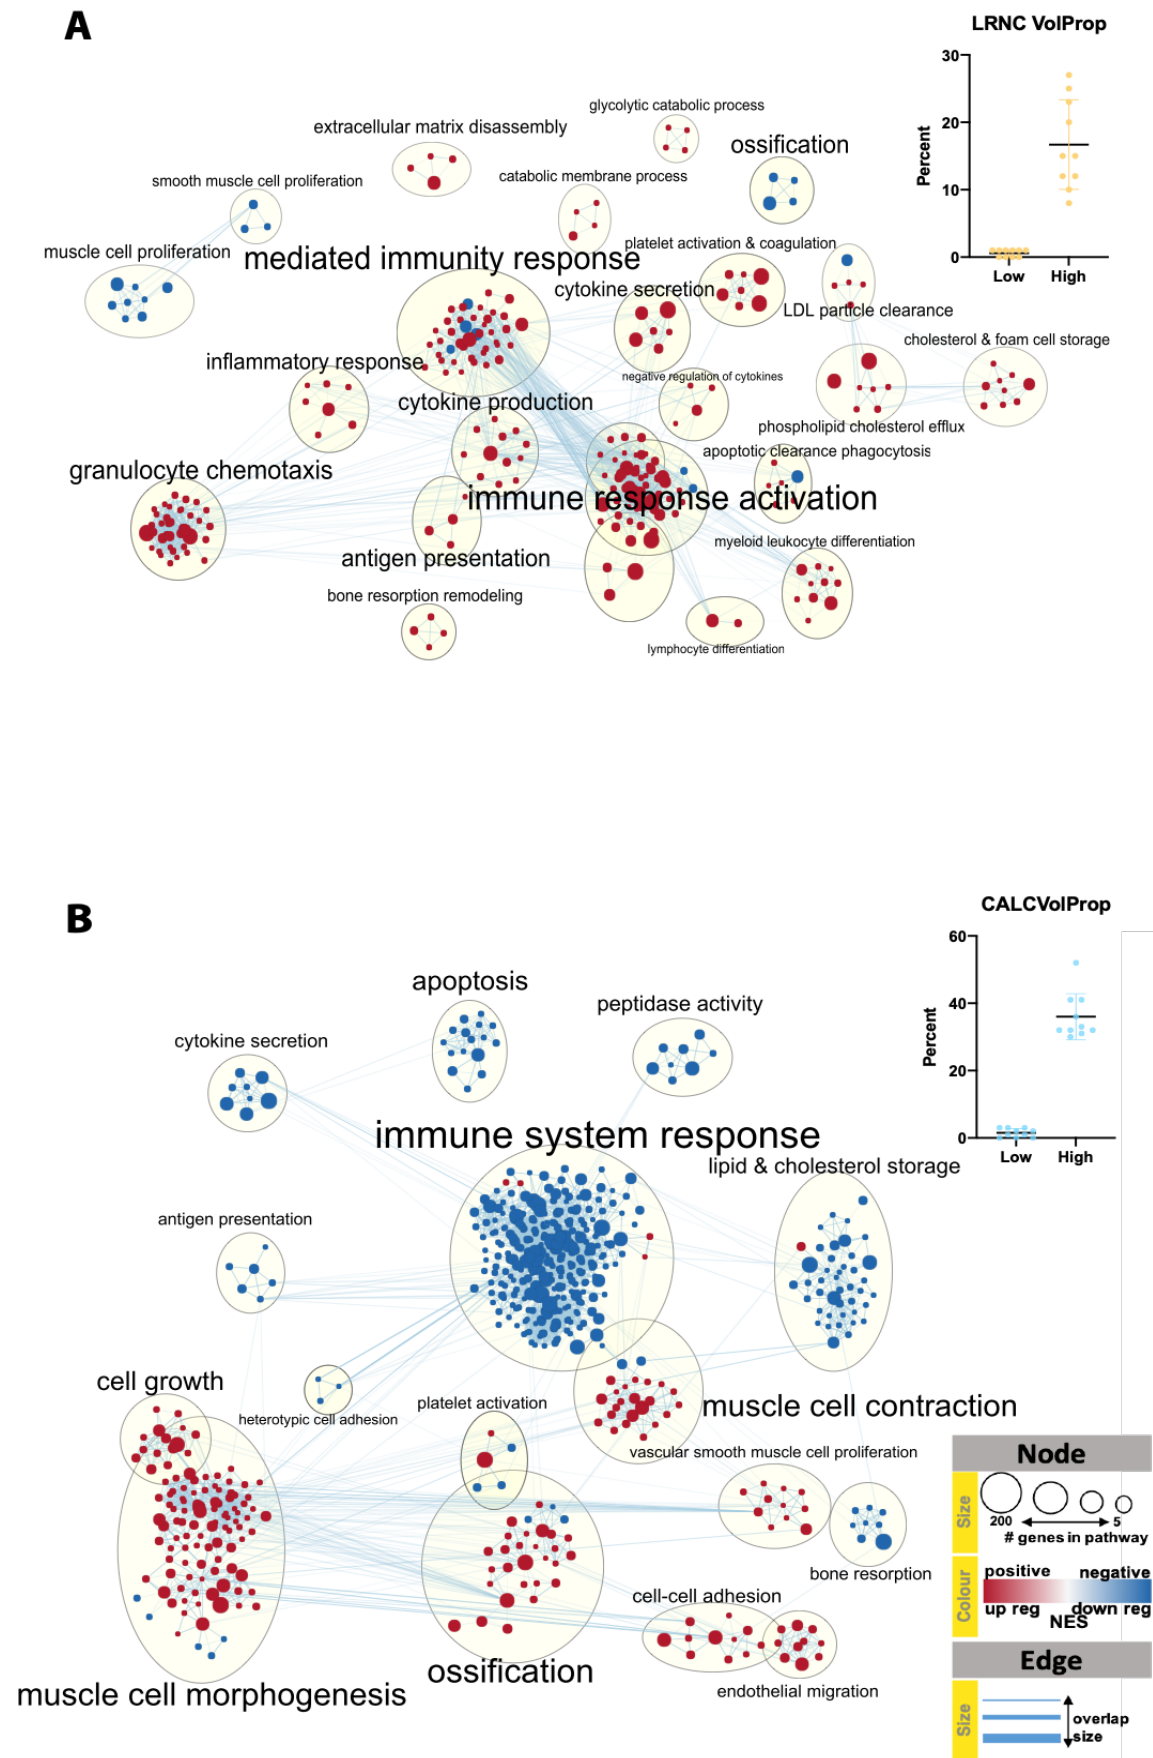 A
LRNC VolProp
30
20
10
0
Percent
Low
High
glycolytic catabolic process
extracellular matrix disassembly
ossification
smooth muscle cell proliferation
catabolic membrane process
muscle cell proliferation
mediated immunity response
platelet activation & coagulation
cytokine secretion
LDL particle clearance
cholesterol & foam cell storage
inflammatory response
negative regulation of cytokines
cytokine production
phospholipid cholesterol efflux
apoptotic clearance phagocytosis
granulocyte chemotaxis
immune response activation
myeloid leukocyte differentiation
antigen presentation
bone resorption remodeling
lymphocyte differentiation
B
CALCVolProp
60
40
20
0
Percent
Low
High
apoptosis
peptidase activity
cytokine secretion
immune system response
lipid & cholesterol storage
antigen presentation
cell growth
heterotypic cell adhesion
platelet activation
muscle cell contraction
vascular smooth muscle cell proliferation
bone resorption
cell-cell adhesion
ossification
endothelial migration
muscle cell morphogenesis
Node
Size
200
5
# genes in pathway
Colour
positive
negative
up reg
down reg
NES
Edge
Size
overlap
size